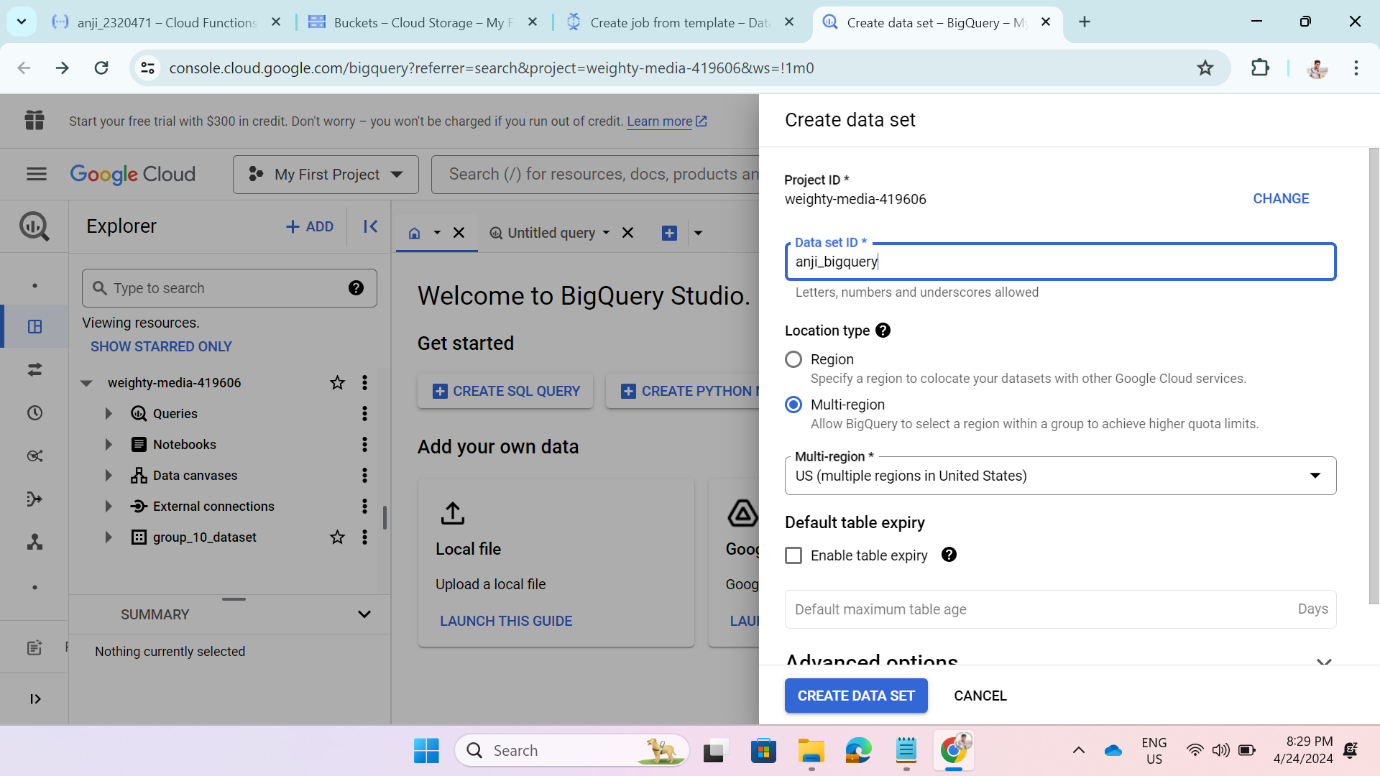 anji_2320471 – Cloud Functions
Buckets – Cloud Storage – My F
Create job from template – Dat
Create data set – BigQuery – My
console.cloud.google.com/bigquery?referrer=search&project=weighty-media-419606&ws=!1m0
Start your free trial with $300 in credit. Don't worry – you won't be charged if you run out of credit. Learn more
Google Cloud
My First Project
Search (/) for resources, docs, products an
Explorer
+ ADD
Type to search
Viewing resources.
SHOW STARRED ONLY
weighty-media-419606
Queries
Notebooks
Data canvases
External connections
group_10_dataset
SUMMARY
Nothing currently selected
Untitled query
Welcome to BigQuery Studio.
Get started
CREATE SQL QUERY
CREATE PYTHON
Add your own data
Local file
Upload a local file
LAUNCH THIS GUIDE
Goog
Goog
LAU
Create data set
Project ID *
weighty-media-419606
CHANGE
Data set ID *
anji_bigquery
Letters, numbers and underscores allowed
Location type
Region
Specify a region to colocate your datasets with other Google Cloud services.
Multi-region
Allow BigQuery to select a region within a group to achieve higher quota limits.
Multi-region *
US (multiple regions in United States)
Default table expiry
Enable table expiry
Default maximum table age
Days
Advanced options
CREATE DATA SET
CANCEL
Search
ENG
US
8:29 PM
4/24/2024